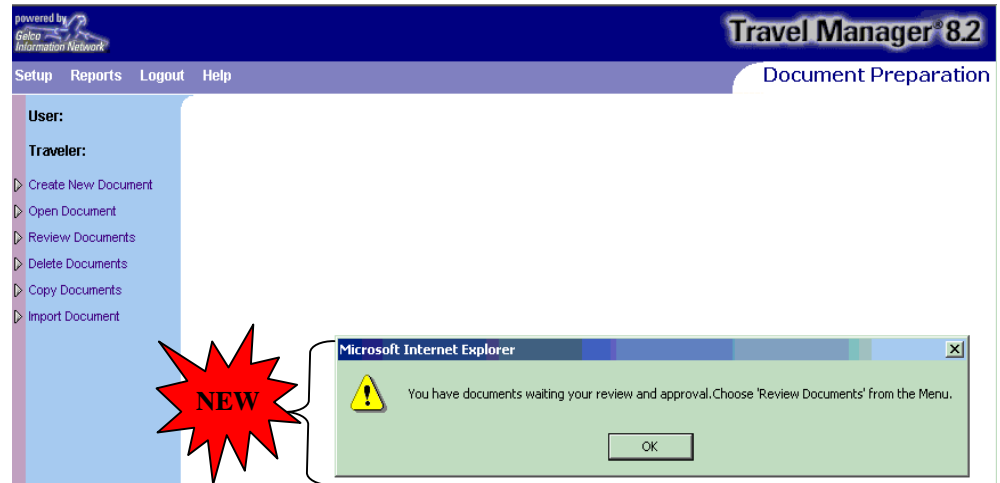 powered by
Gelco
Information Network
Travel Manager® 8.2
Setup Reports Logout Help
Document Preparation
User:
Traveler:
Create New Document
Open Document
Review Documents
Delete Documents
Copy Documents
Import Document
NEW
Microsoft Internet Explorer
You have documents waiting your review and approval.Choose 'Review Documents' from the Menu.
OK